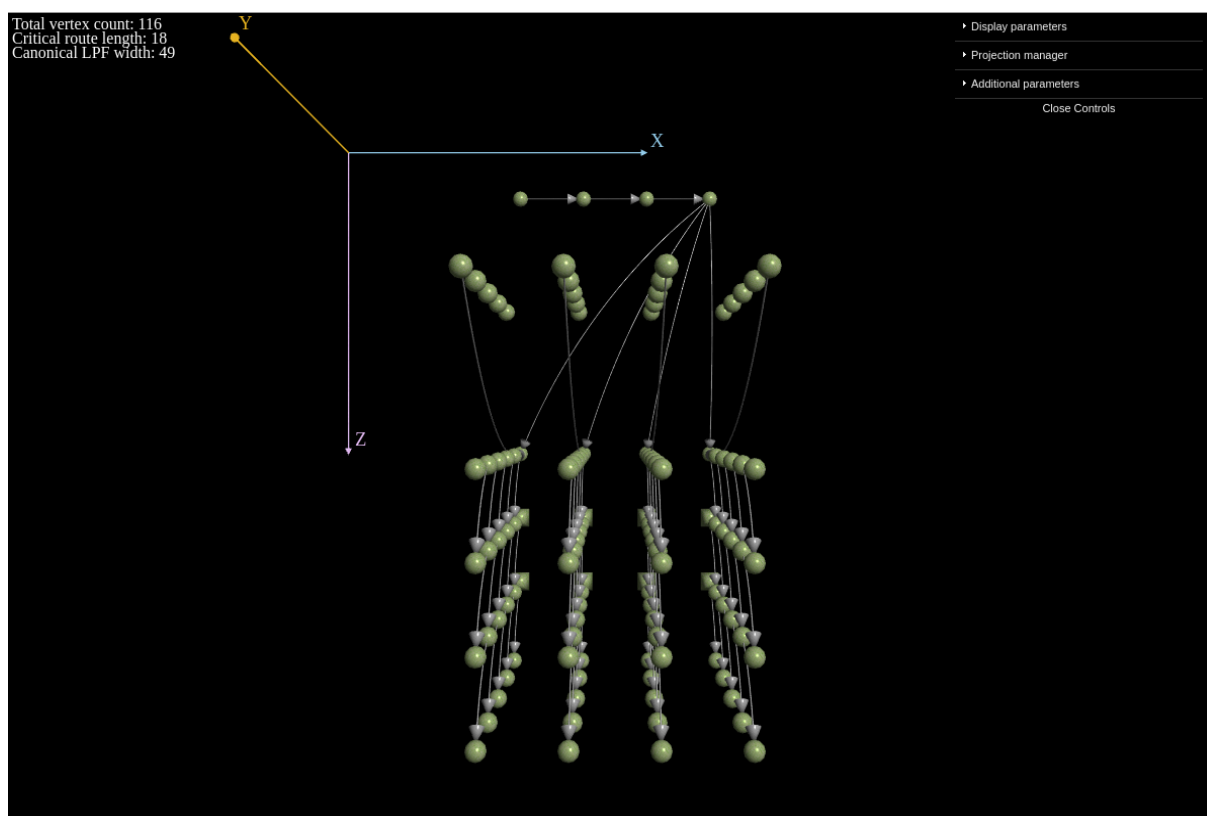 Total vertex count: 116
Critical route length: 18
Canonical LPF width: 49
Y
X
Z
Display parameters
Projection manager
Additional parameters
Close Controls